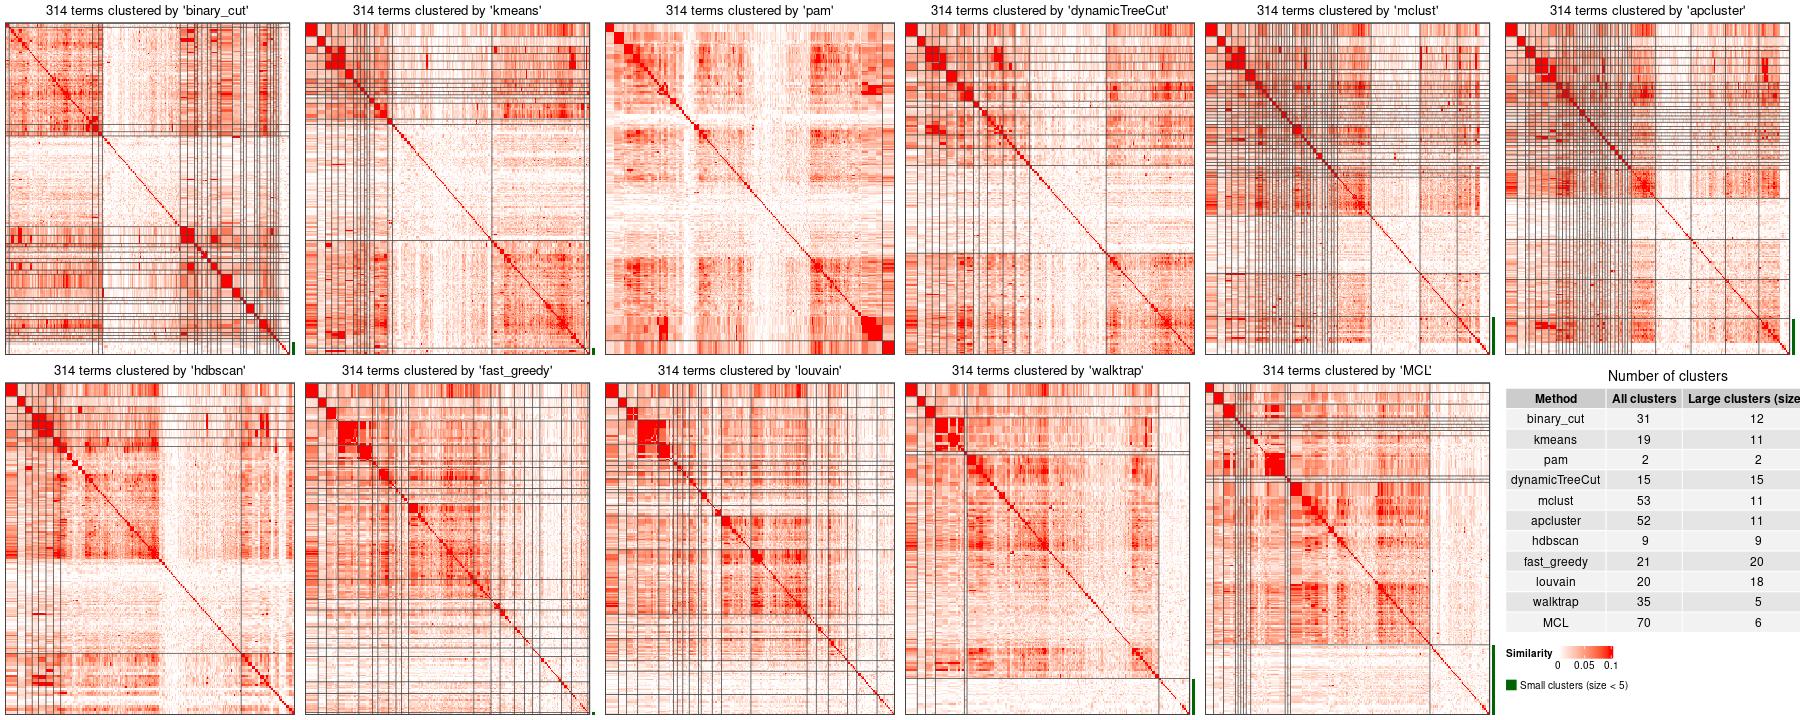 314 terms clustered by 'binary_cut'
314 terms clustered by 'kmeans'
314 terms clustered by 'pam'
314 terms clustered by 'dynamicTreeCut'
314 terms clustered by 'mclust'
314 terms clustered by 'apcluster'
314 terms clustered by 'hdbscan'
314 terms clustered by 'fast_greedy'
314 terms clustered by 'louvain'
314 terms clustered by 'walktrap'
314 terms clustered by 'MCL'
Number of clusters
Method All clusters Large clusters (size
binary_cut 31 12
kmeans 19 11
pam 2 2
dynamicTreeCut 15 15
mclust 53 11
apcluster 52 11
hdbscan 9 9
fast_greedy 21 20
louvain 20 18
walktrap 35 5
MCL 70 6
Similarity
0 0.05 0.1
Small clusters (size < 5)